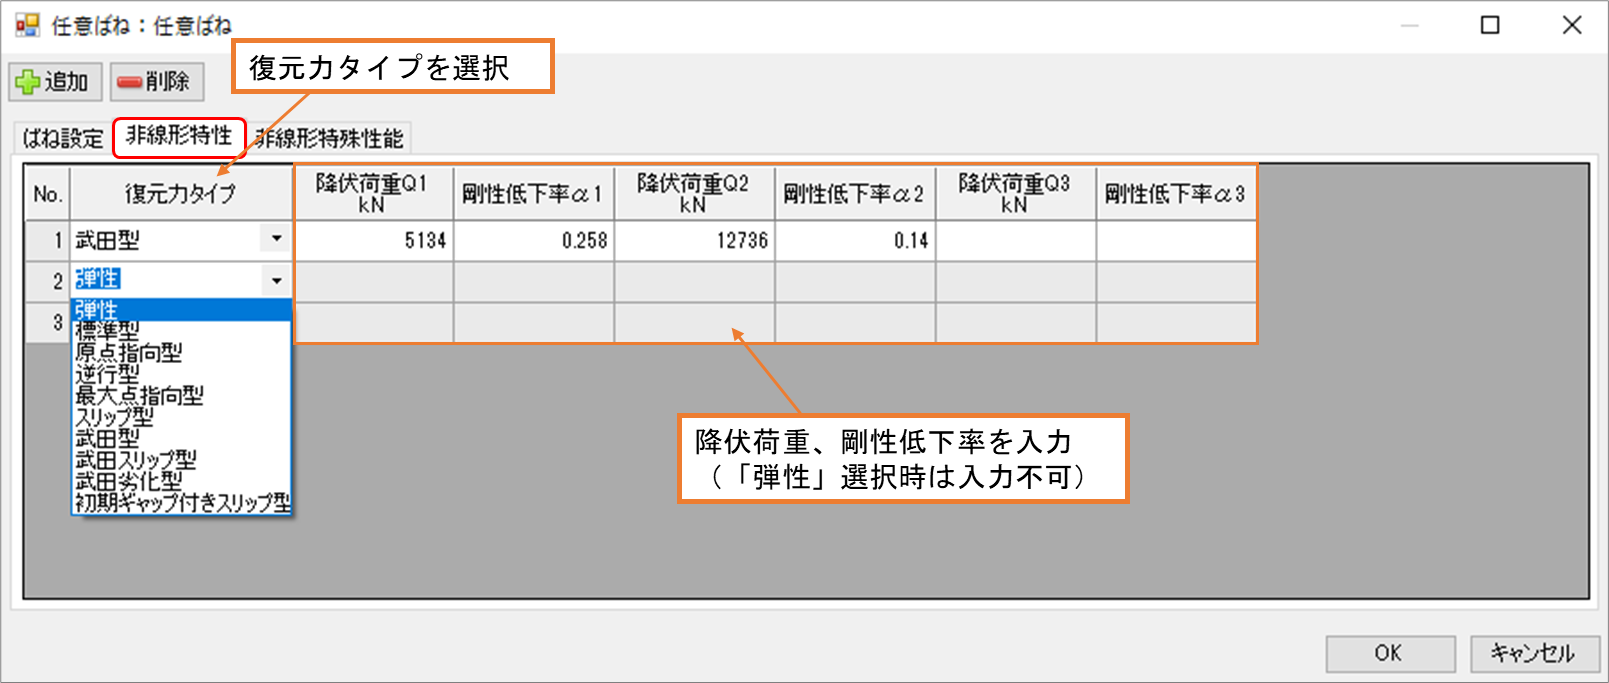 任意ばね：任意ばね
復元力タイプを選択
追加 削除
ばね設定 非線形特性 非線形特殊性能
No. 復元力タイプ 降伏荷重Q1 kN 剛性低下率α1 降伏荷重Q2 kN 剛性低下率α2 降伏荷重Q3 kN 剛性低下率α3
1 武田型 5134 0.258 12736 0.14
2 弾性
3
弾性
標準型
原点指向型
逆行型
最大点指向型
スリップ型
武田型
武田スリップ型
武田劣化型
初期ギャップ付きスリップ型
降伏荷重、剛性低下率を入力
（「弾性」選択時は入力不可）
OK キャンセル